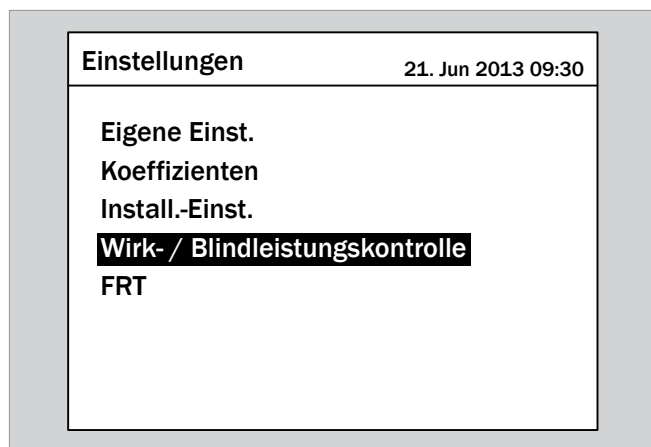 Einstellungen
21. Jun 2013 09:30
Eigene Einst.
Koeffizienten
Install.-Einst.
Wirk- / Blindleistungskontrolle
FRT